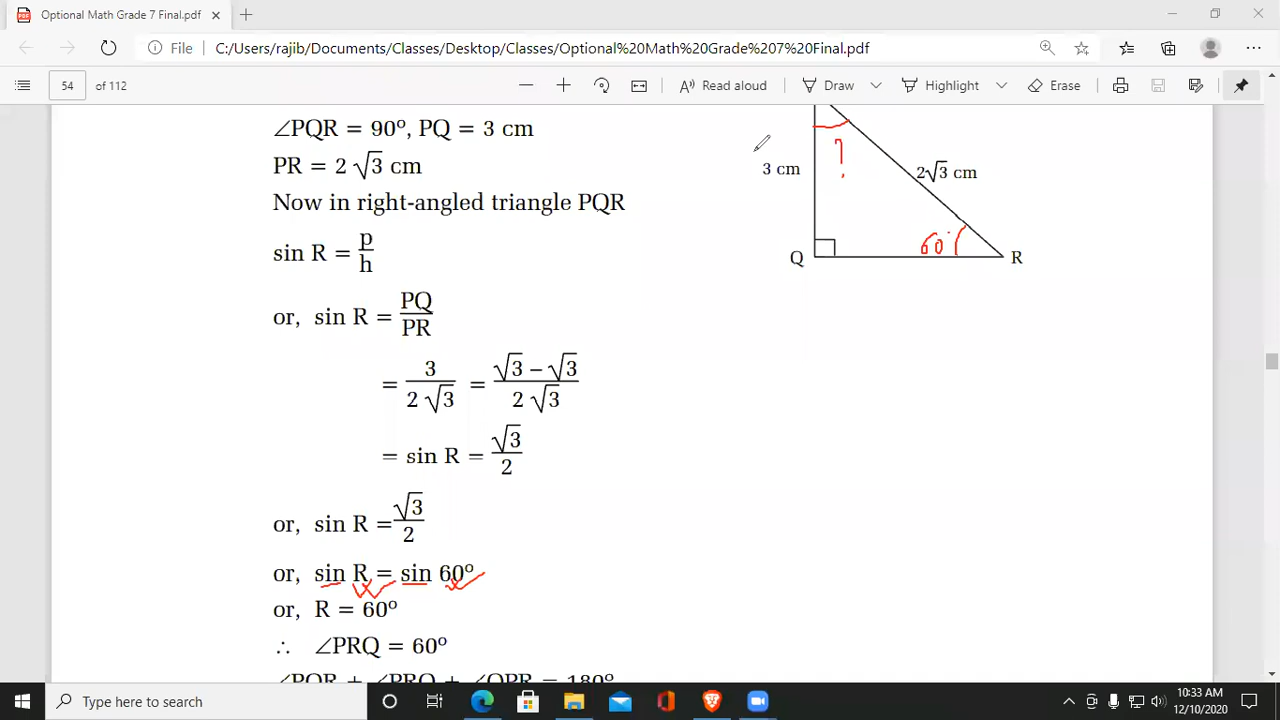 Optional Math Grade 7 Final.pdf
File C:/Users/rajib/Documents/Classes/Desktop/Classes/Optional%20Math%20Grade%207%20Final.pdf
54 of 112 Read aloud Draw Highlight Erase
∠PQR = 90°, PQ = 3 cm
PR = 2 √3 cm
Now in right-angled triangle PQR
sin R = p/h
or, sin R = PQ/PR
= 3/2 √3 = √3 – √3/2 √3
= sin R = √3/2
or, sin R = √3/2
or, sin R = sin 60°
or, R = 60°
∴ ∠PRQ = 60°
∠PQR + ∠PRQ + ∠QPR = 180°
?
3 cm
2√3 cm
60°
Q
R
Type here to search
10:33 AM
12/10/2020